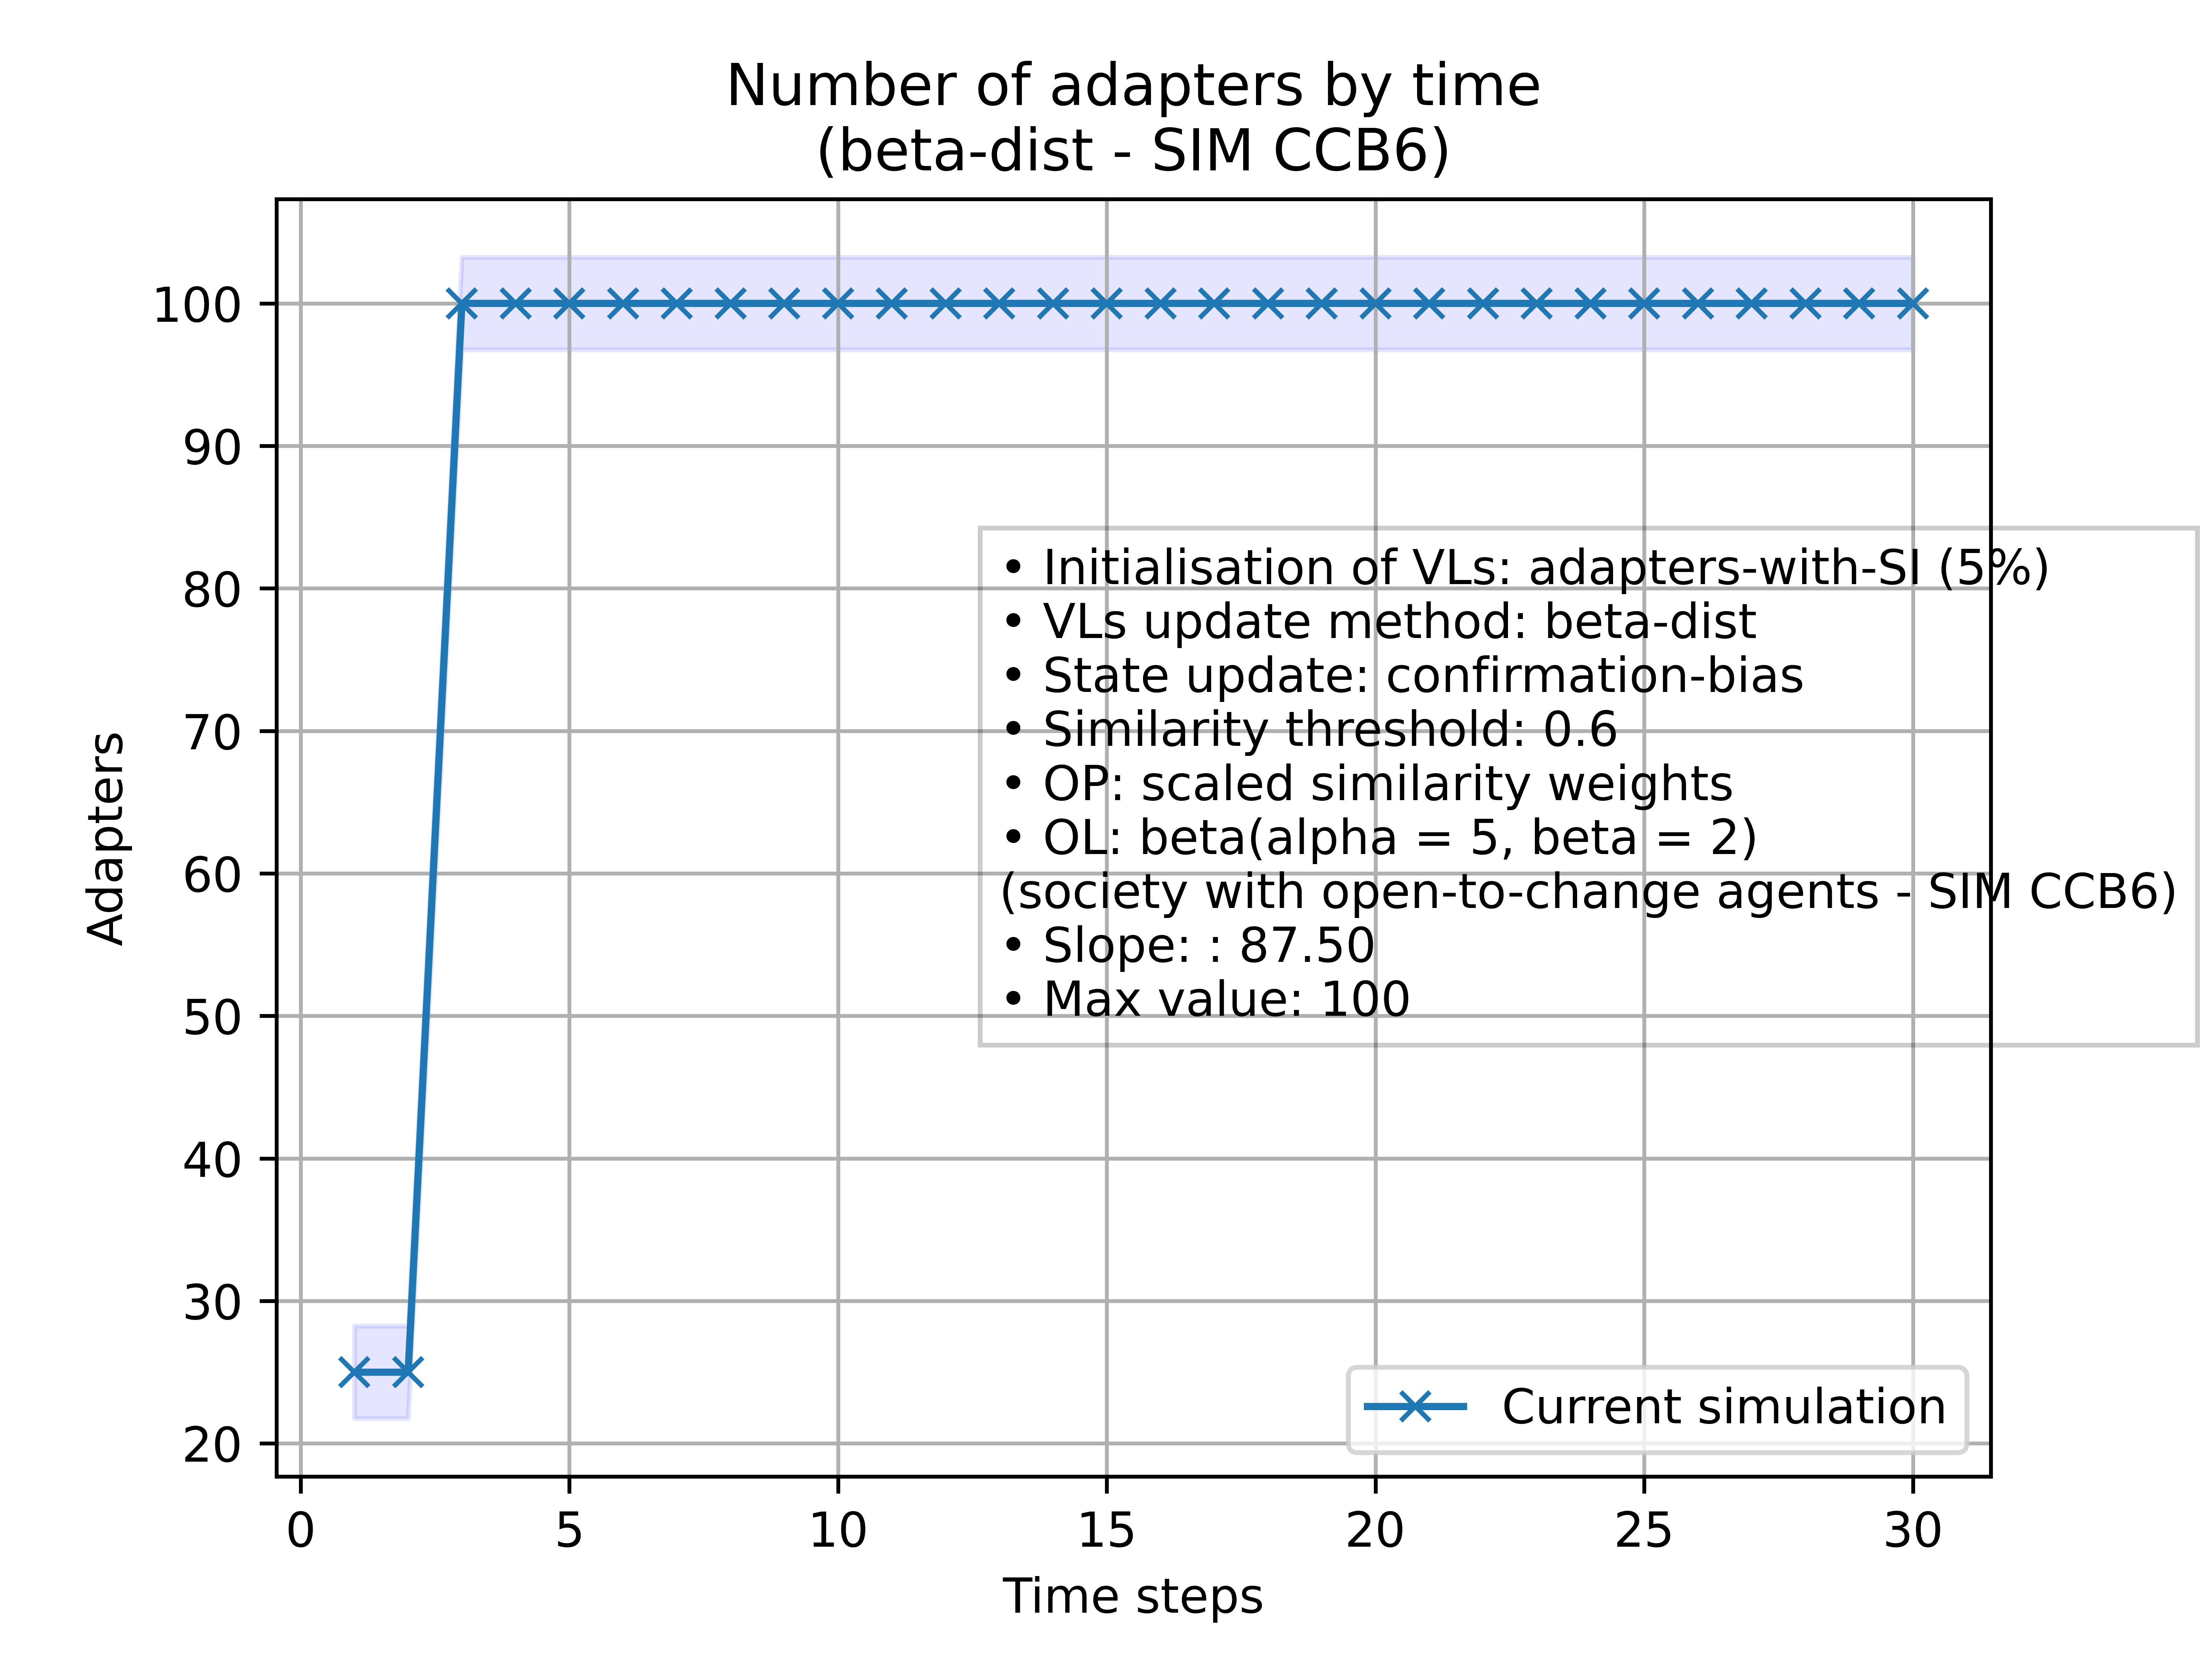 Number of adapters by time
(beta-dist - SIM CCB6)
100
90
80
70
60
50
40
30
20
Adapters
• Initialisation of VLs: adapters-with-SI (5%)
• VLs update method: beta-dist
• State update: confirmation-bias
• Similarity threshold: 0.6
• OP: scaled similarity weights
• OL: beta(alpha = 5, beta = 2)
(society with open-to-change agents - SIM CCB6)
• Slope: : 87.50
• Max value: 100
Current simulation
0 5 10 15 20 25 30
Time steps